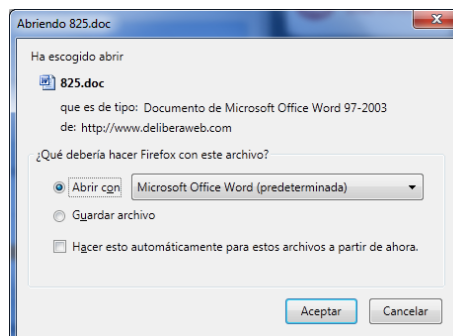 Abriendo 825.doc
Ha escogido abrir
825.doc
que es de tipo: Documento de Microsoft Office Word 97-2003
de: http://www.deliberaweb.com
¿Qué debería hacer Firefox con este archivo?
Abrir con Microsoft Office Word (predeterminada)
Guardar archivo
Hacer esto automáticamente para estos archivos a partir de ahora.
Aceptar Cancelar